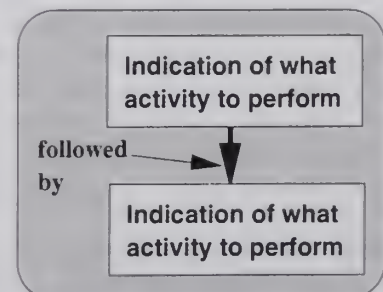 Indication of what
activity to perform
followed
by
Indication of what
activity to perform